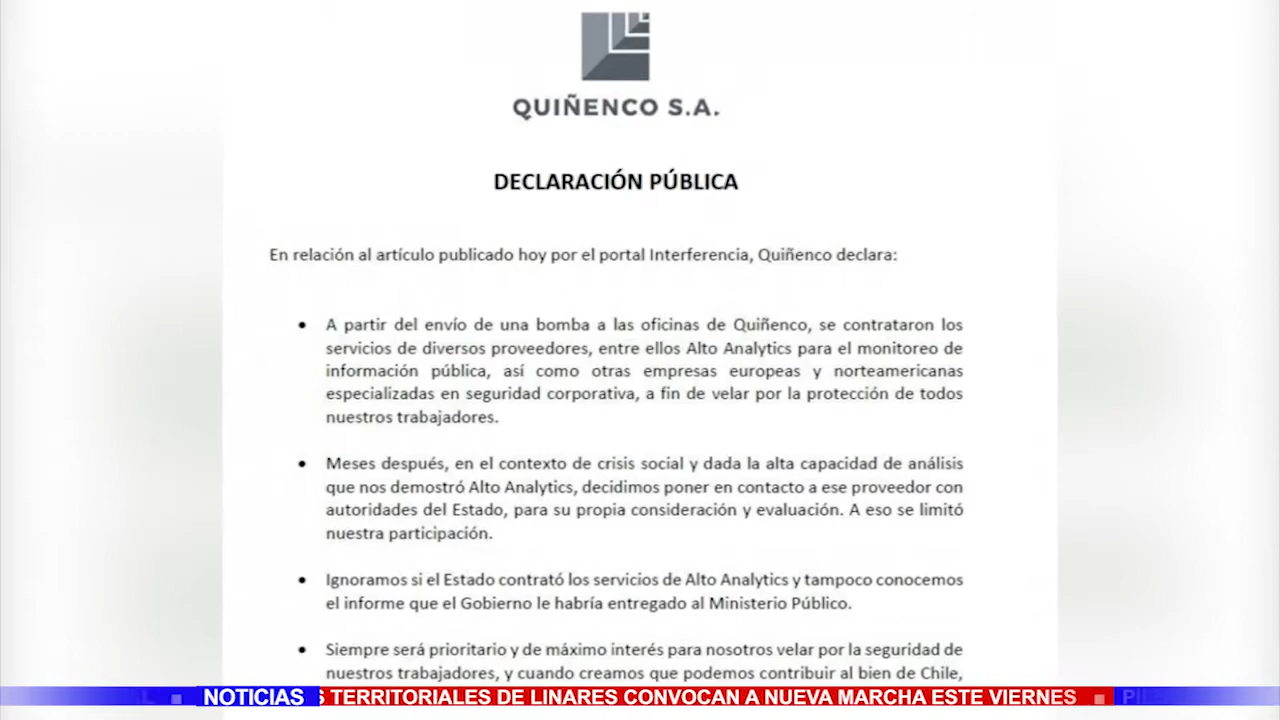 QUIÑENCO S.A.
DECLARACIÓN PÚBLICA
En relación al artículo publicado hoy por el portal Interferencia, Quiñenco declara:
• A partir del envío de una bomba a las oficinas de Quiñenco, se contrataron los
servicios de diversos proveedores, entre ellos Alto Analytics para el monitoreo de
información pública, así como otras empresas europeas y norteamericanas
especializadas en seguridad corporativa, a fin de velar por la protección de todos
nuestros trabajadores.
• Meses después, en el contexto de crisis social y dada la alta capacidad de análisis
que nos demostró Alto Analytics, decidimos poner en contacto a ese proveedor con
autoridades del Estado, para su propia consideración y evaluación. A eso se limitó
nuestra participación.
• Ignoramos si el Estado contrató los servicios de Alto Analytics y tampoco conocemos
el informe que el Gobierno le habría entregado al Ministerio Público.
• Siempre será prioritario y de máximo interés para nosotros velar por la seguridad de
nuestros trabajadores, y cuando creamos que podemos contribuir al bien de Chile,
NOTICIAS S TERRITORIALES DE LINARES CONVOCAN A NUEVA MARCHA ESTE VIERNES